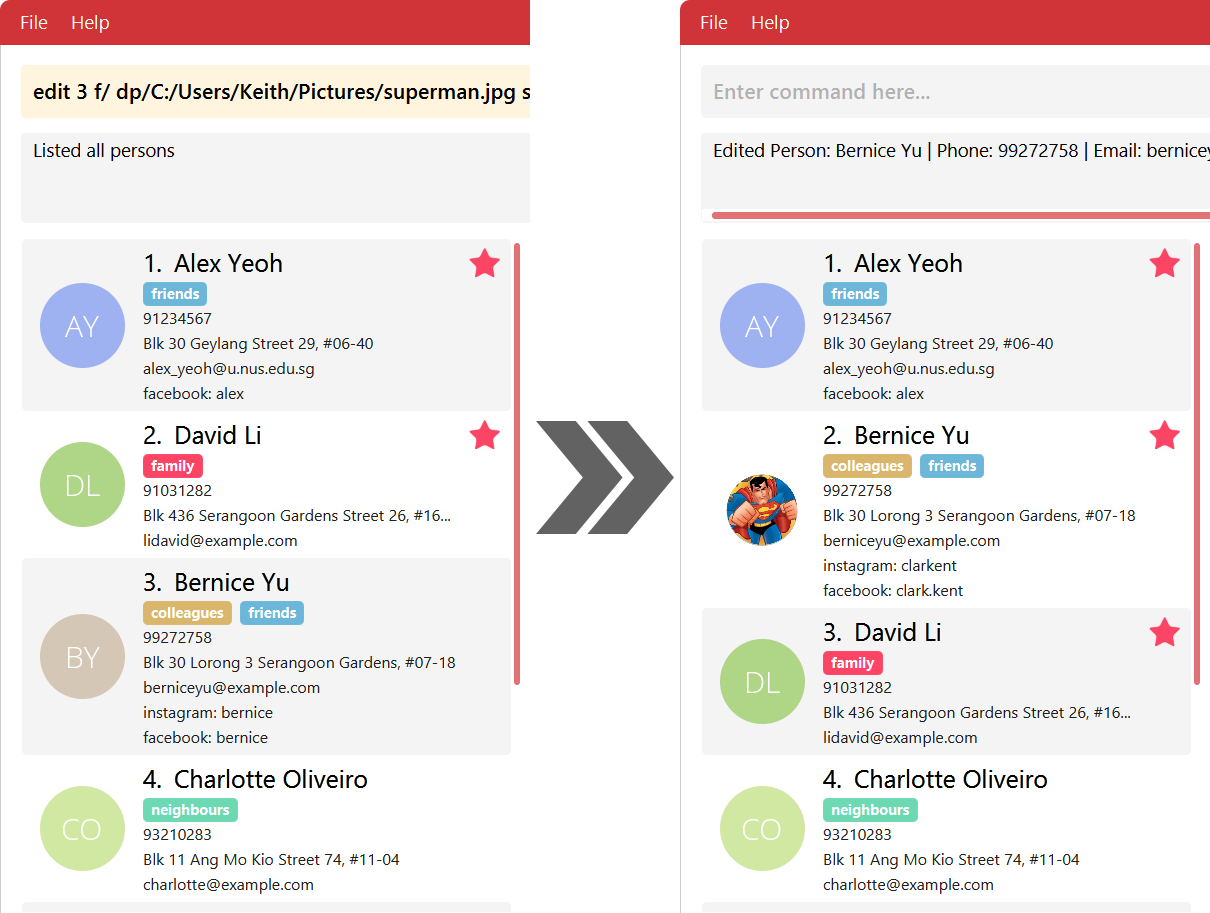 File Help
edit 3 f/ dp/C:/Users/Keith/Pictures/superman.jpg s
Listed all persons
1. Alex Yeoh
friends
AY
91234567
Blk 30 Geylang Street 29, #06-40
alex_yeoh@u.nus.edu.sg
facebook: alex
2. David Li
family
DL
91031282
Blk 436 Serangoon Gardens Street 26, #16...
lidavid@example.com
3. Bernice Yu
colleagues friends
BY
99272758
Blk 30 Lorong 3 Serangoon Gardens, #07-18
berniceyu@example.com
instagram: bernice
facebook: bernice
4. Charlotte Oliveiro
neighbours
CO
93210283
Blk 11 Ang Mo Kio Street 74, #11-04
charlotte@example.com
File Help
Enter command here...
Edited Person: Bernice Yu | Phone: 99272758 | Email: bernicey
1. Alex Yeoh
friends
AY
91234567
Blk 30 Geylang Street 29, #06-40
alex_yeoh@u.nus.edu.sg
facebook: alex
2. Bernice Yu
colleagues friends
99272758
Blk 30 Lorong 3 Serangoon Gardens, #07-18
berniceyu@example.com
instagram: clarkent
facebook: clark.kent
3. David Li
family
DL
91031282
Blk 436 Serangoon Gardens Street 26, #16...
lidavid@example.com
4. Charlotte Oliveiro
neighbours
CO
93210283
Blk 11 Ang Mo Kio Street 74, #11-04
charlotte@example.com